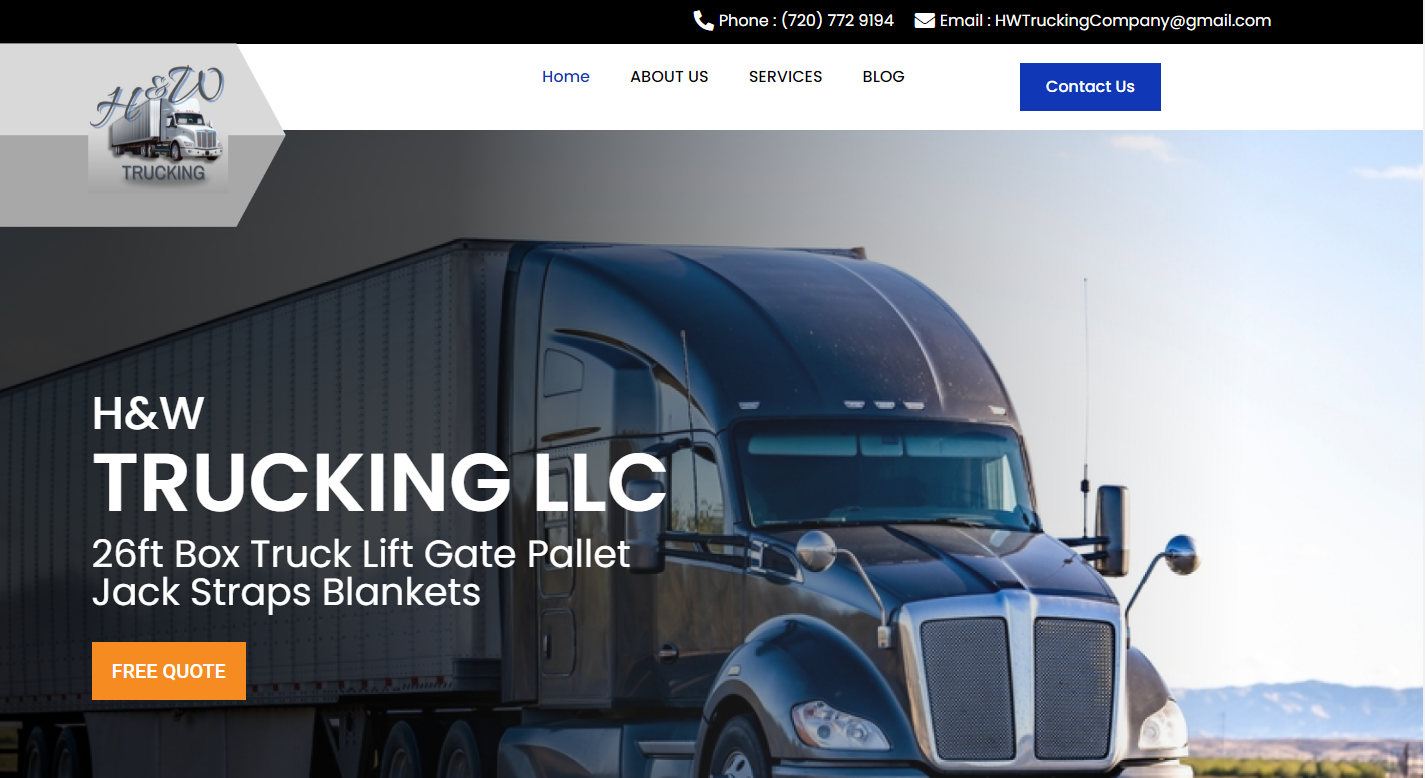 Phone : (720) 772 9194
Email : HWTruckingCompany@gmail.com
H&W
TRUCKING
Home
ABOUT US
SERVICES
BLOG
Contact Us
H&W
TRUCKING LLC
26ft Box Truck Lift Gate Pallet
Jack Straps Blankets
FREE QUOTE